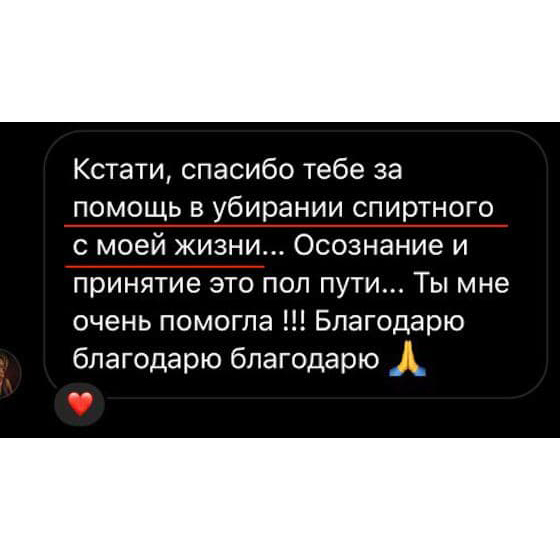 Кстати, спасибо тебе за
помощь в убирании спиртного
с моей жизни... Осознание и
принятие это пол пути... Ты мне
очень помогла !!! Благодарю
благодарю благодарю 🙏